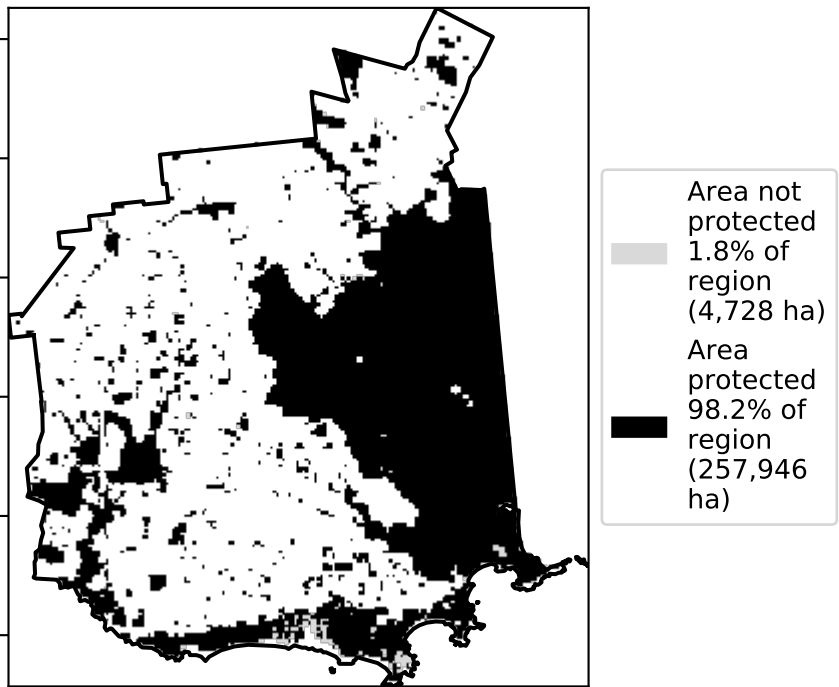 Area not
protected
1.8% of
region
(4,728 ha)
Area
protected
98.2% of
region
(257,946
ha)